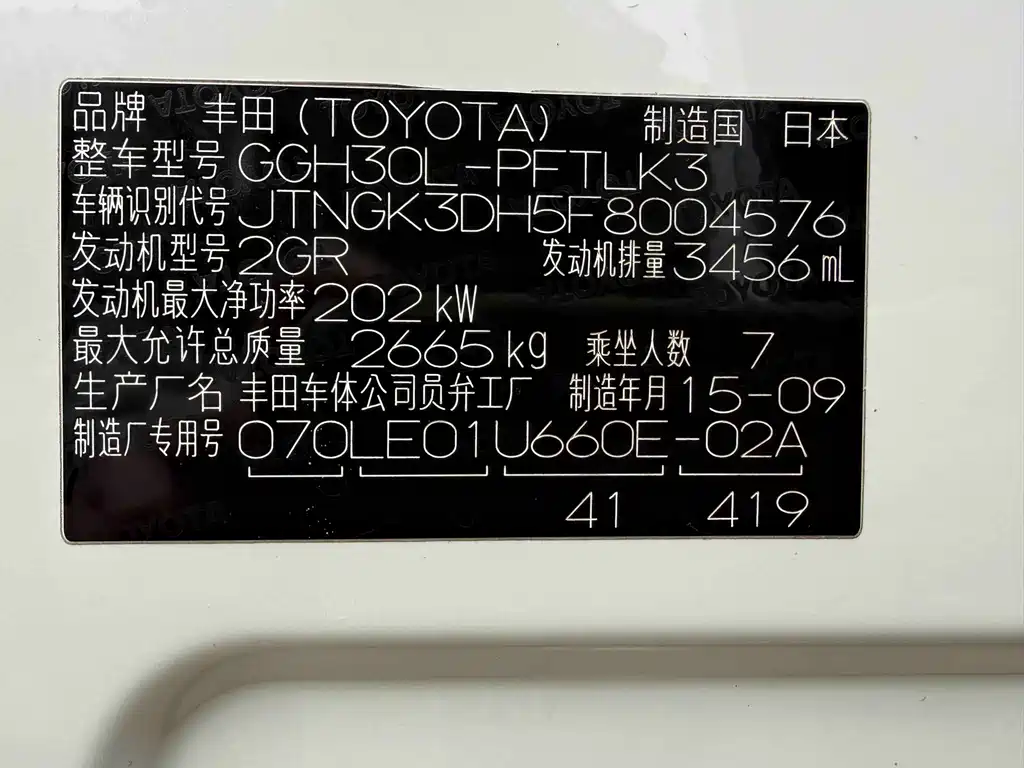 品牌 丰田 (TOYOTA) 制造国 日本
整车型号 GGH30L-PFTLK3
车辆识别代号 JTNGK3DH5F8004576
发动机型号 2GR 发动机排量 3456 mL
发动机最大净功率 202 kW
最大允许总质量 2665 kg 乘坐人数 7
生产厂名 丰田车体公司员弁工厂 制造年月 15-09
制造厂专用号 070LE01U660E-02A
41 419